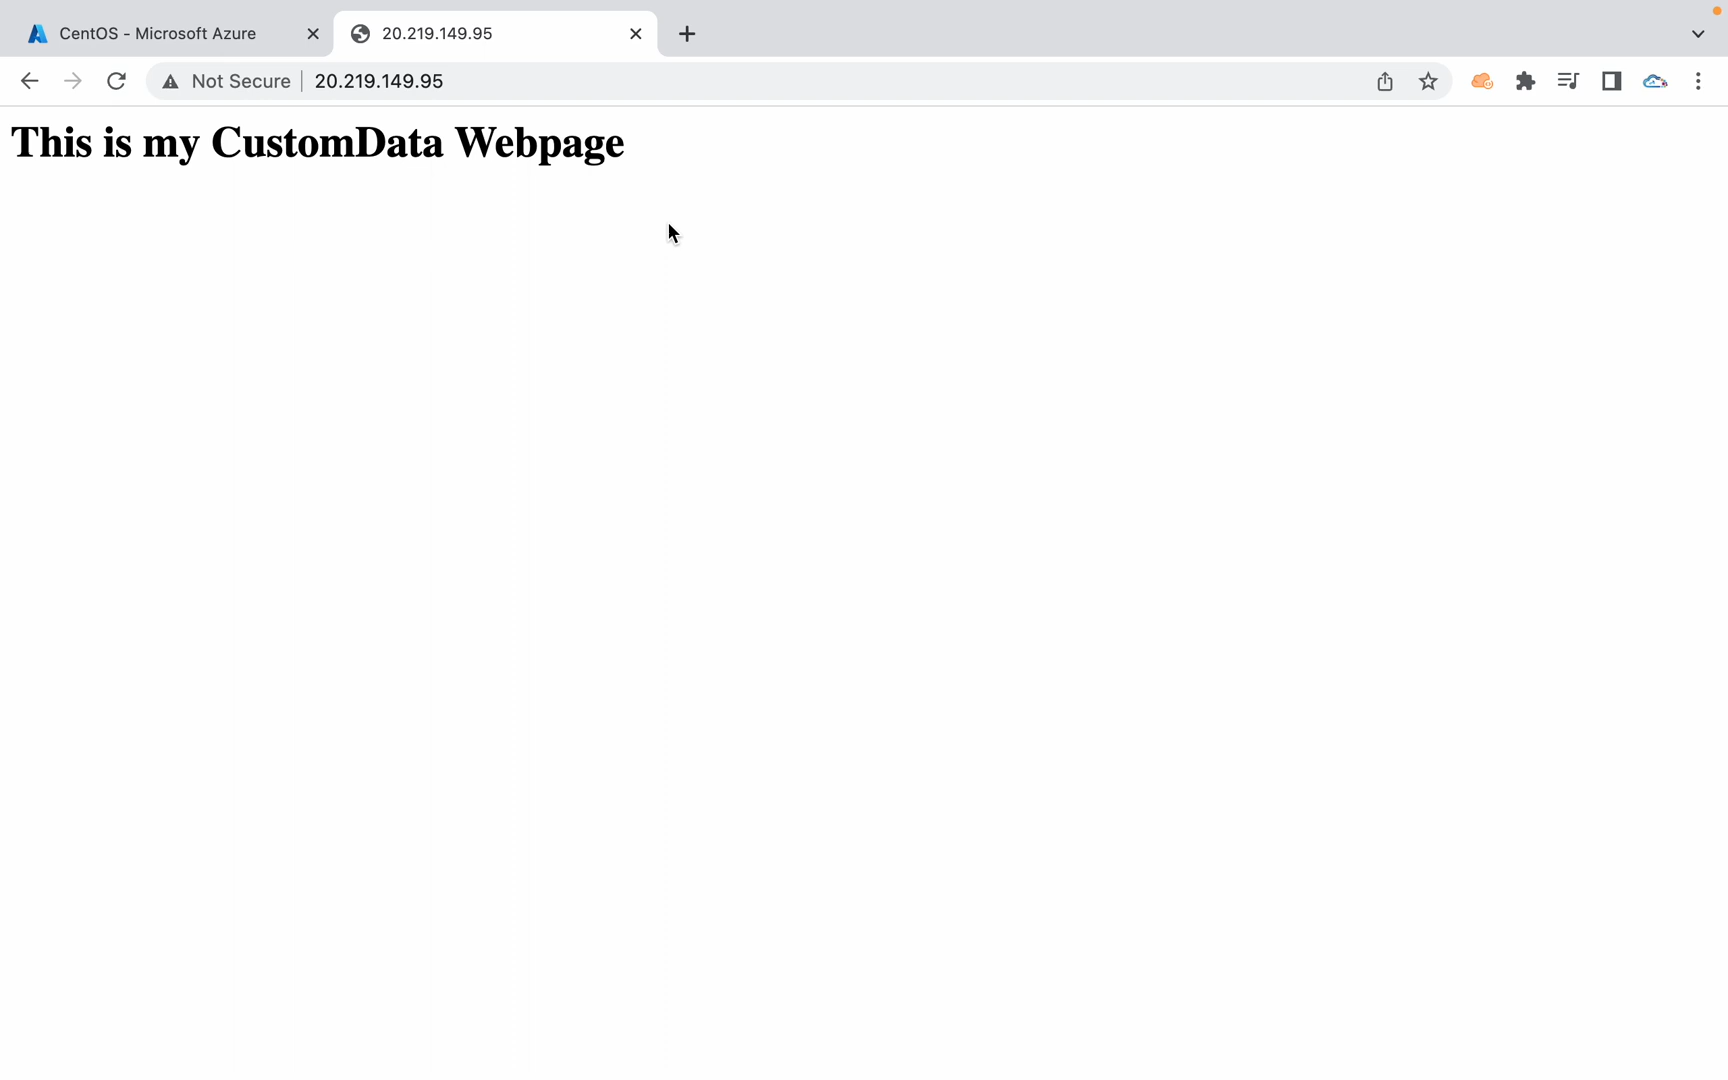 CentOS - Microsoft Azure
20.219.149.95
Not Secure
20.219.149.95
This is my CustomData Webpage